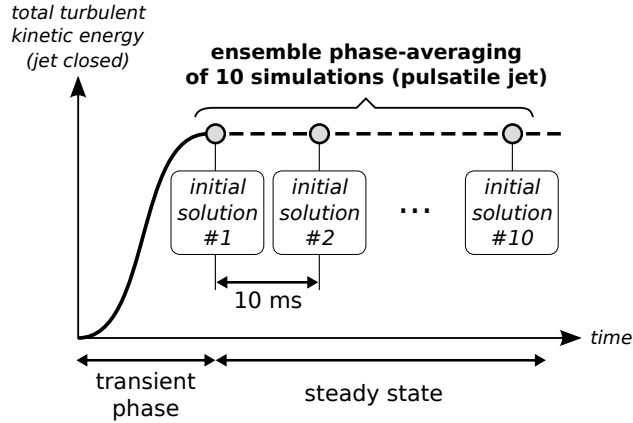 total turbulent
kinetic energy
(jet closed)
ensemble phase-averaging
of 10 simulations (pulsatile jet)
initial
solution
#1
initial
solution
#2
...
initial
solution
#10
10 ms
time
transient
phase
steady state